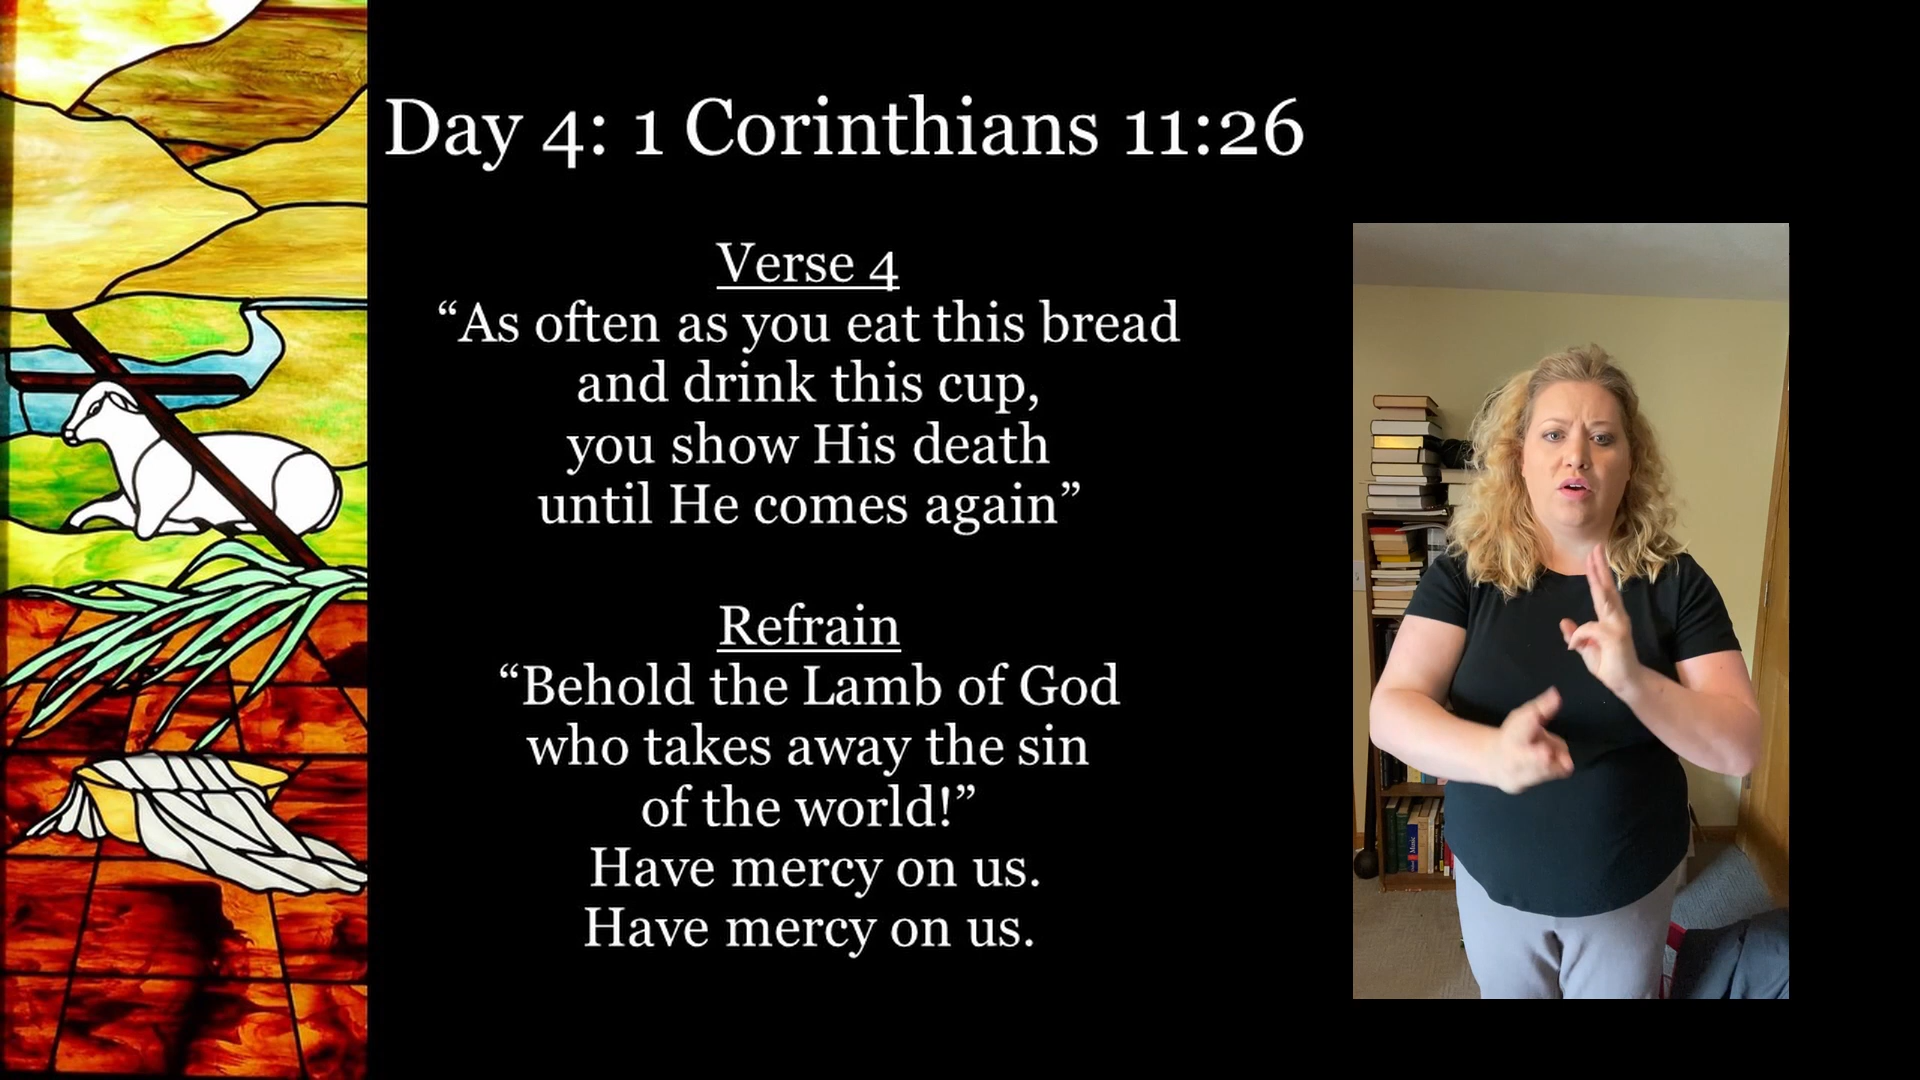 Day 4: 1 Corinthians 11:26
Verse 4
“As often as you eat this bread
and drink this cup,
you show His death
until He comes again”
Refrain
“Behold the Lamb of God
who takes away the sin
of the world!”
Have mercy on us.
Have mercy on us.
Music